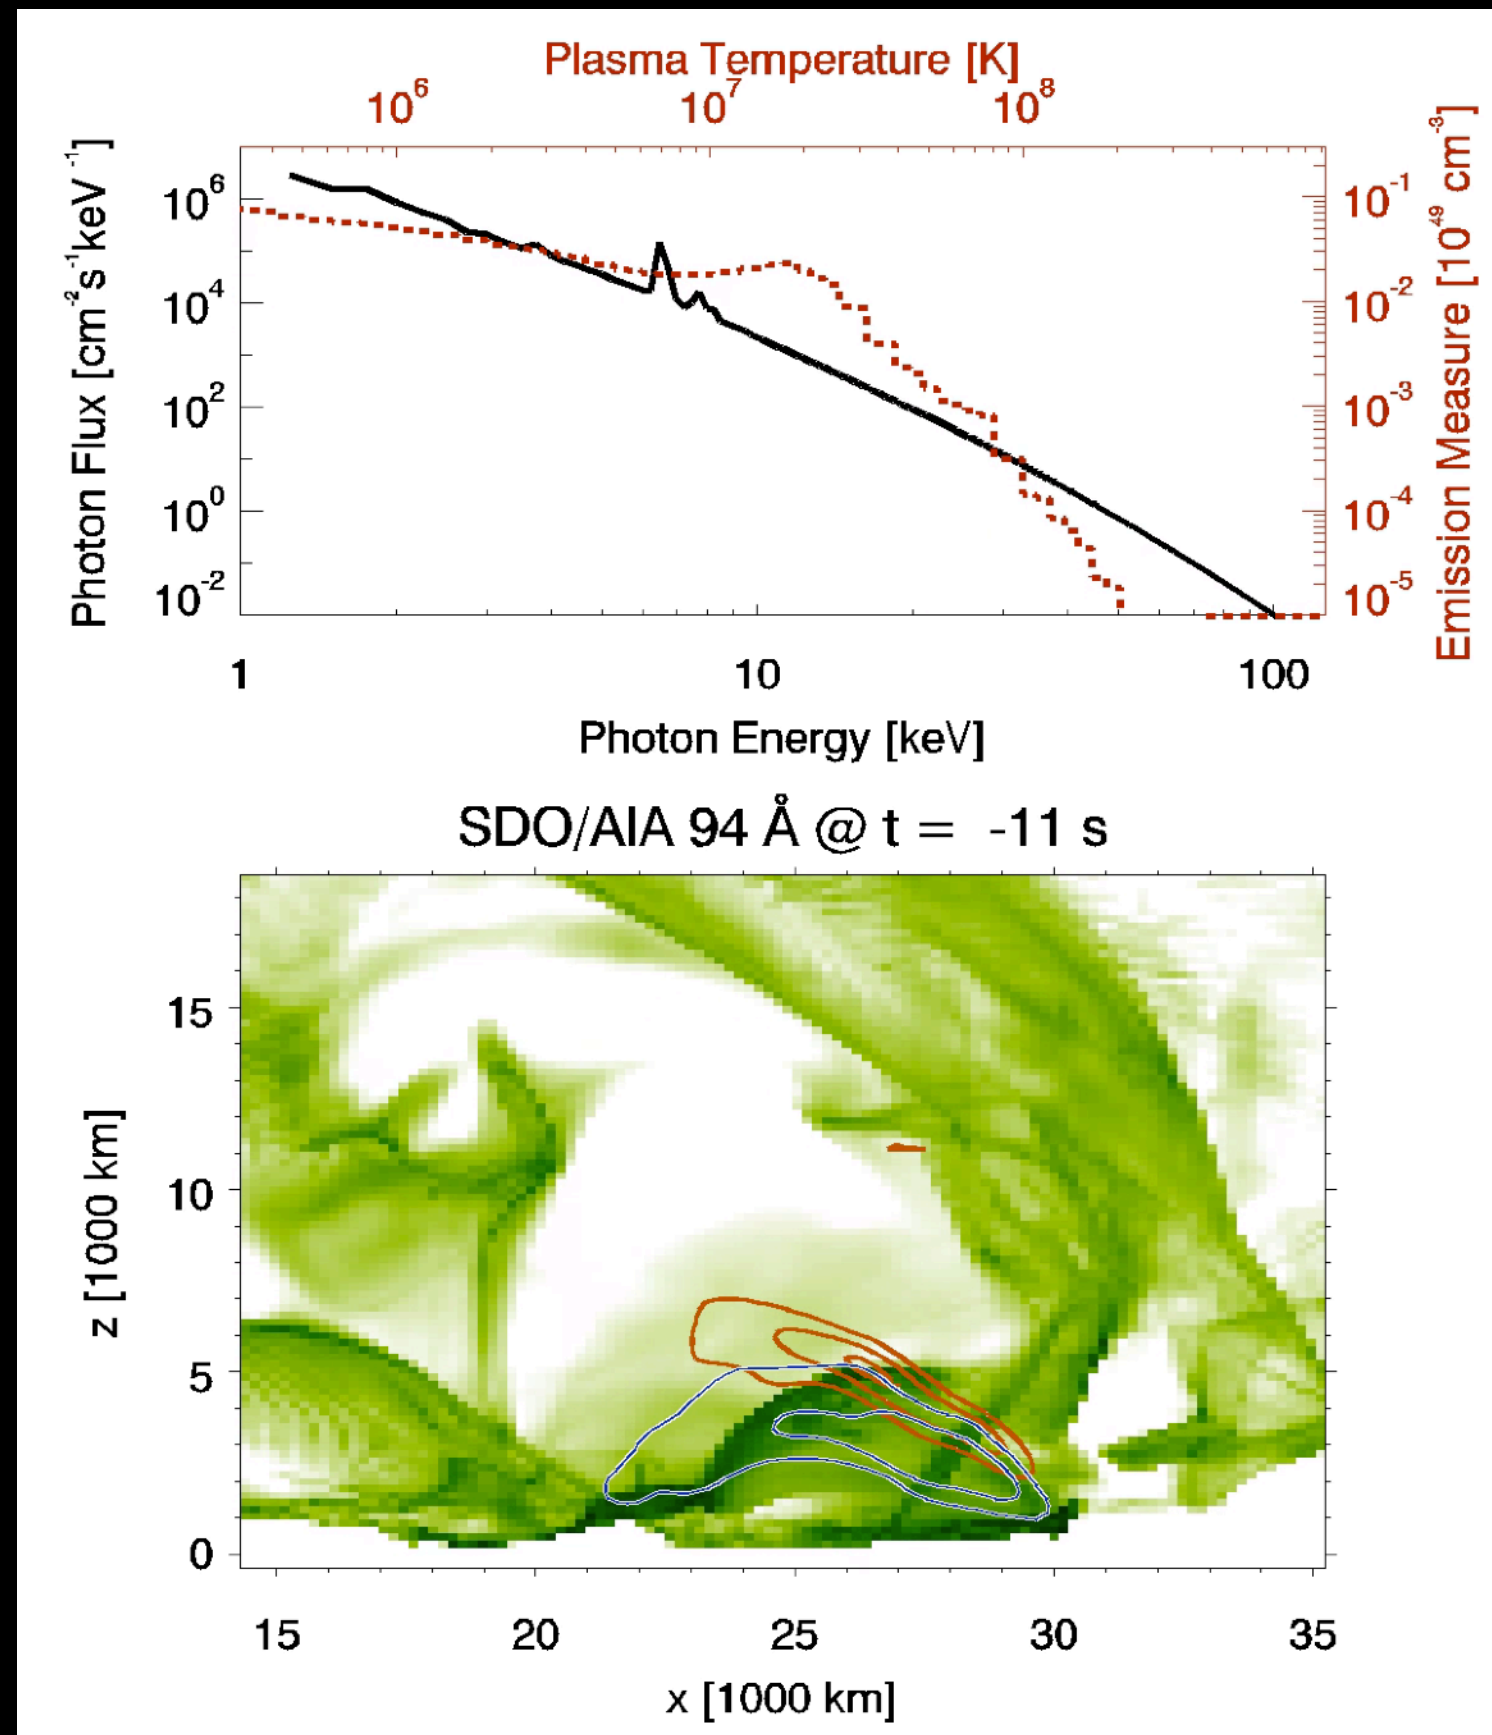 Plasma Temperature [K]
10^6 10^7 10^8
Photon Flux [cm^-2 s^-1 keV^-1]
10^6
10^4
10^2
10^0
10^-2
10^-1
10^-2
10^-3
10^-4
10^-5
Emission Measure [10^49 cm^-3]
1 10 100
Photon Energy [keV]
SDO/AIA 94 Å @ t = -11 s
z [1000 km]
15
10
5
0
15 20 25 30 35
x [1000 km]